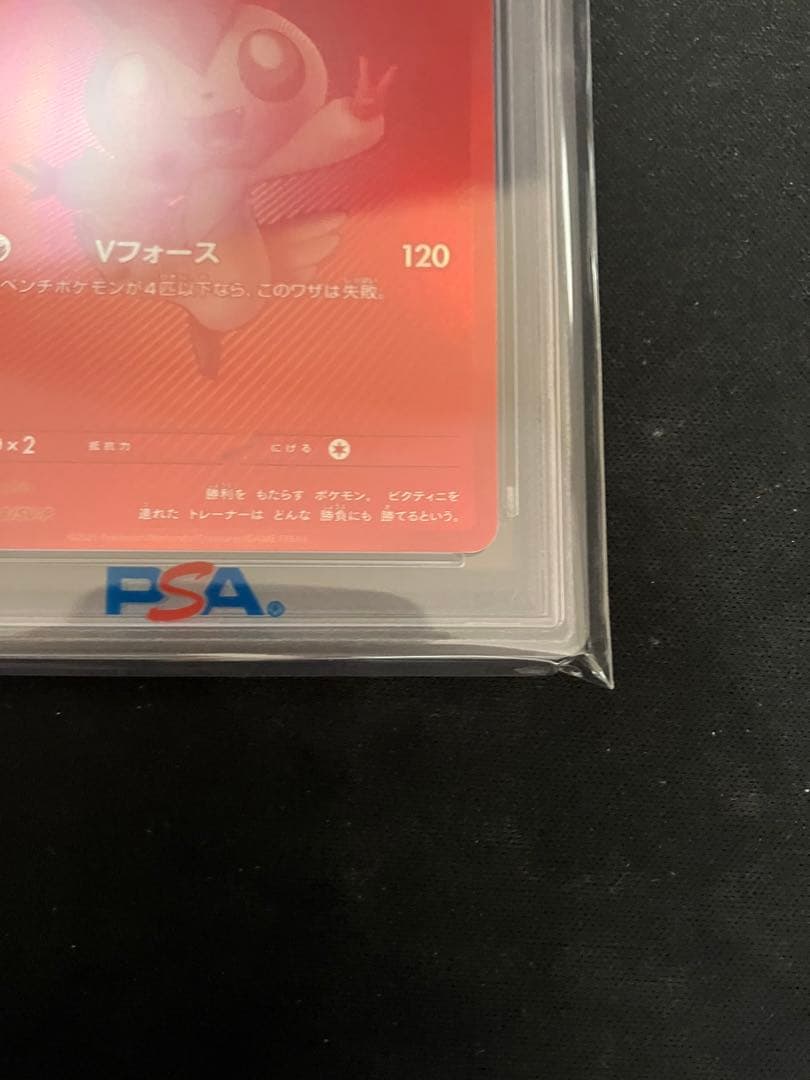 Vフォース 120
ベンチポケモンが4匹以下なら、このワザは失敗。
×2 抵抗力 にげる
勝利を もたらす ポケモン。 ビクティニを
連れた トレーナーは どんな 勝負にも 勝てるという。
PSA®